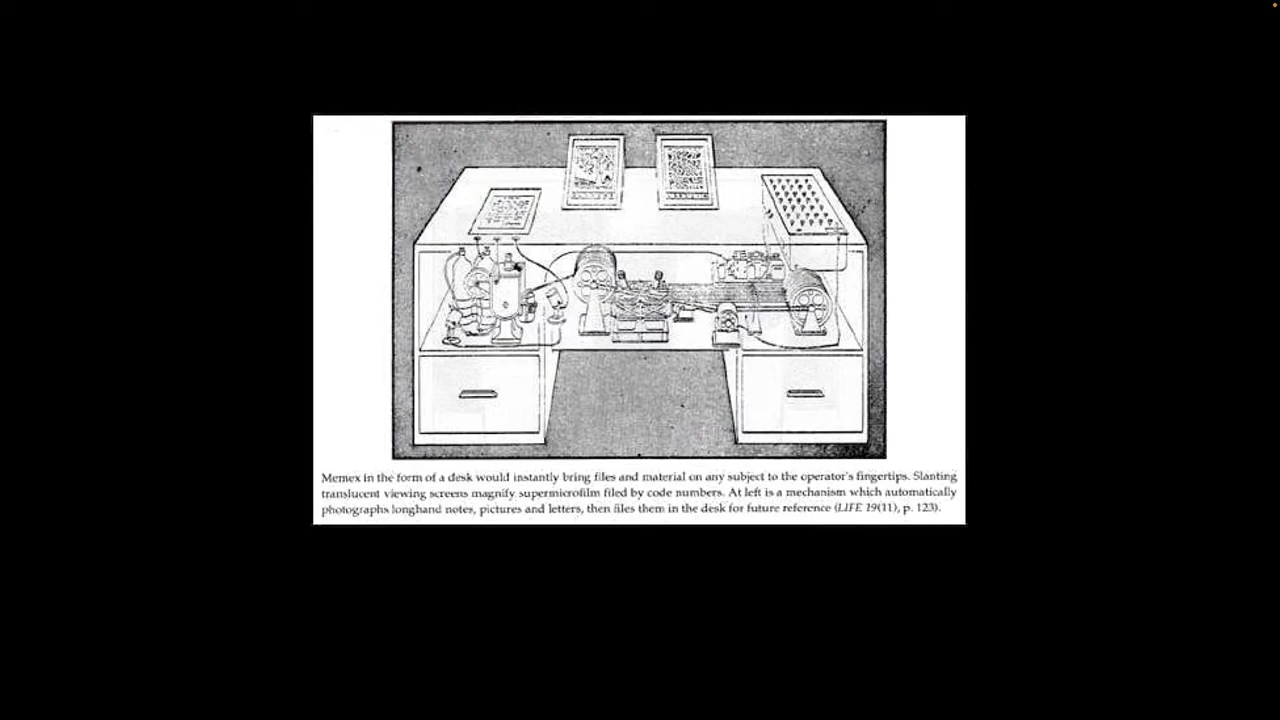 Memex in the form of a desk would instantly bring files and material on any subject to the operator's fingertips. Slanting
translucent viewing screens magnify supermicrofilm filed by code numbers. At left is a mechanism which automatically
photographs longhand notes, pictures and letters, then files them in the desk for future reference (LIFE 19(11), p. 123).